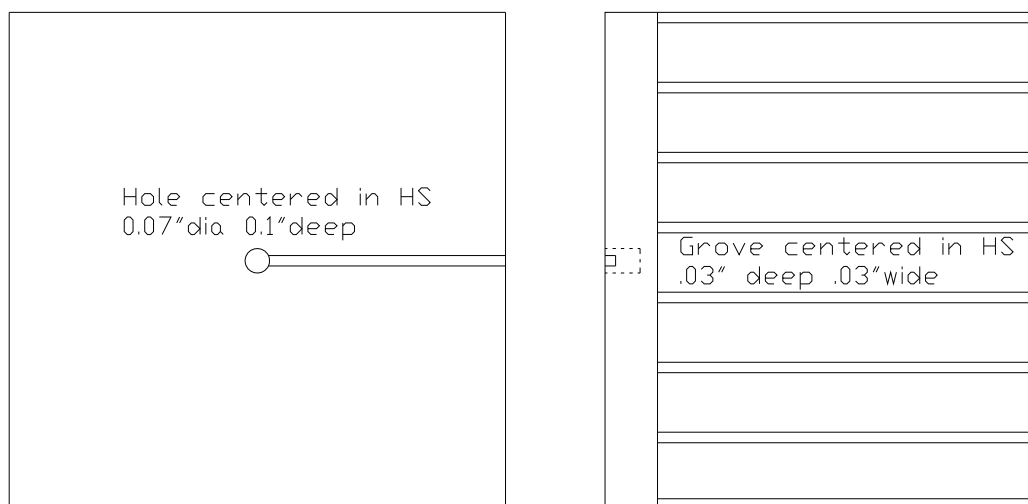 Hole centered in HS
0.07"dia 0.1"deep
Grove centered in HS
.03" deep .03"wide